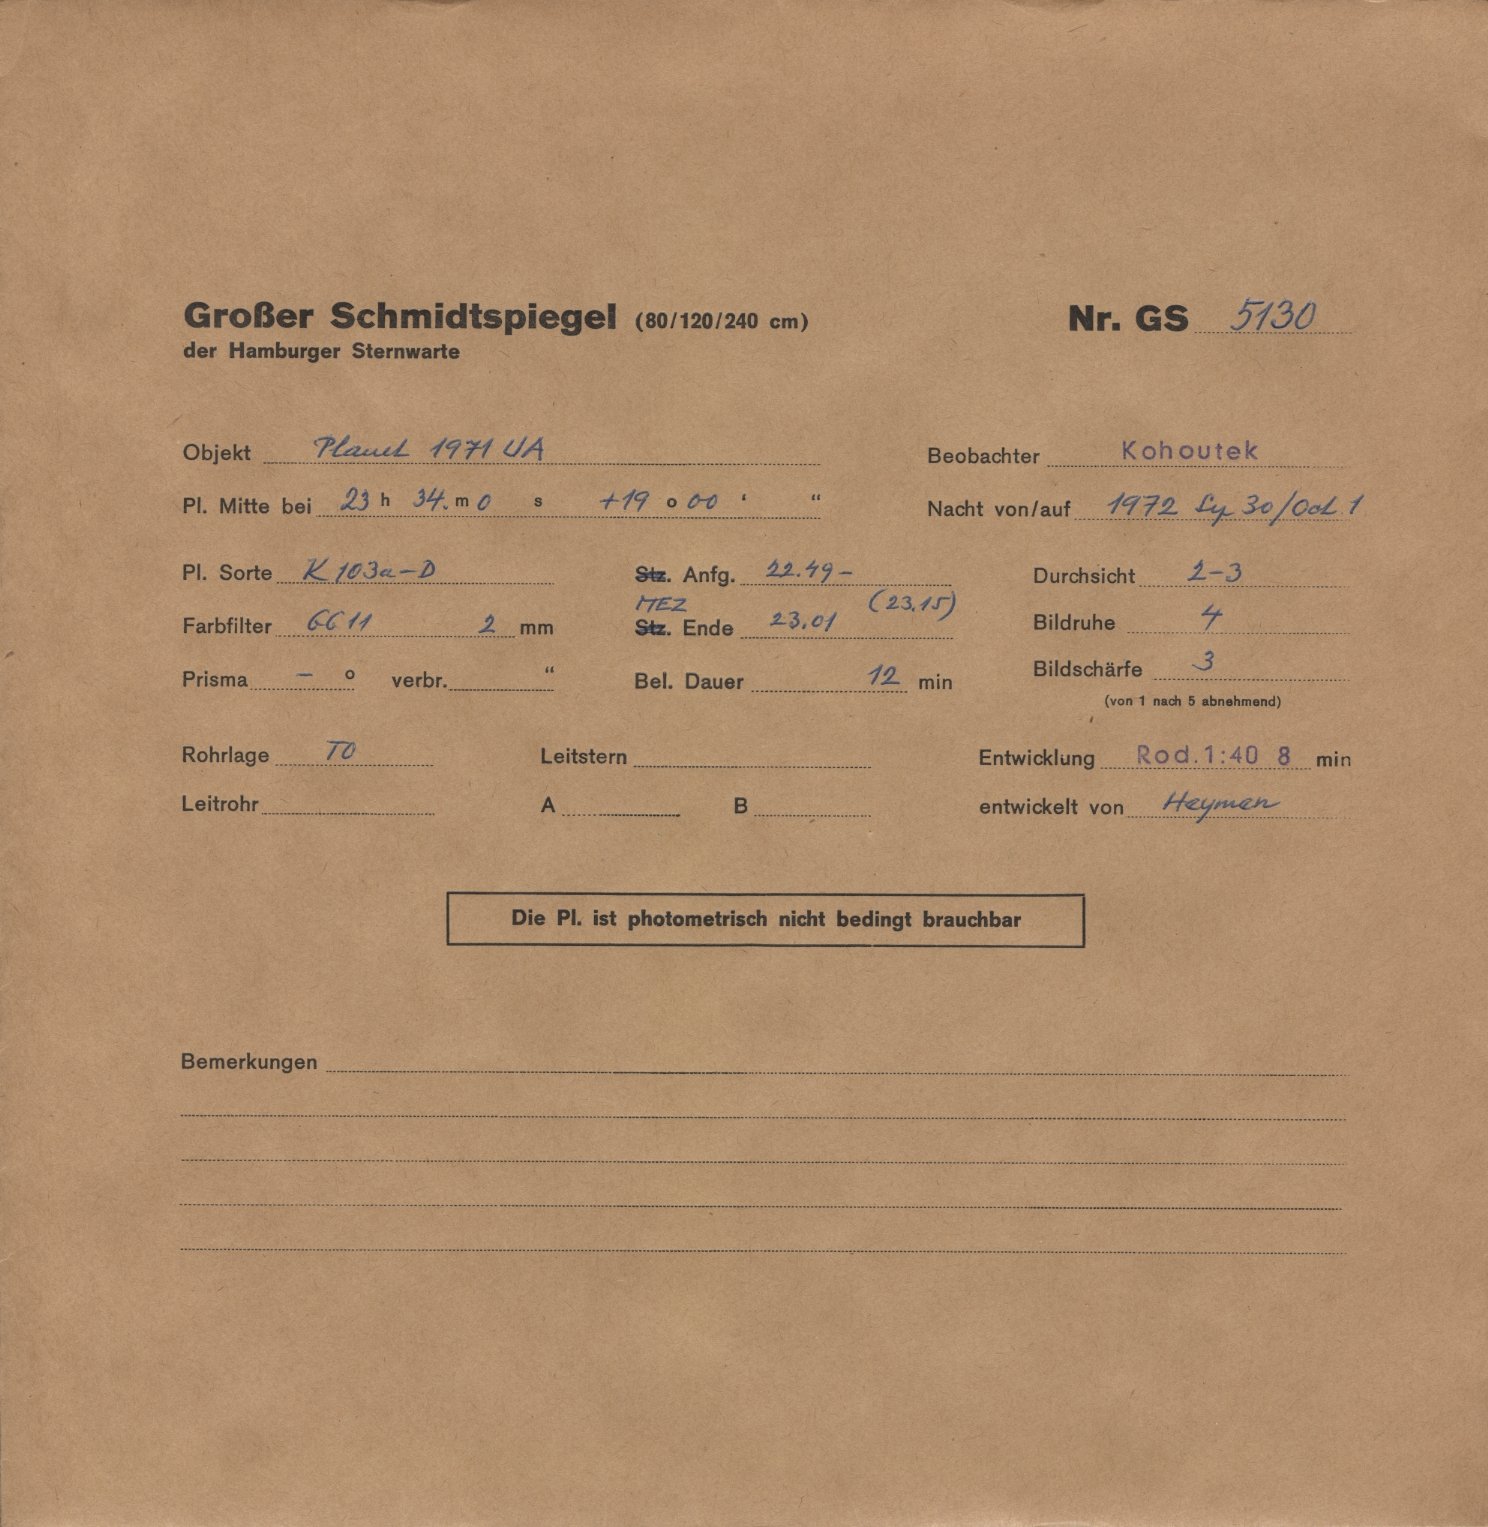 Großer Schmidtspiegel (80/120/240 cm) Nr. GS 5130
der Hamburger Sternwarte
Objekt Planet 1971 UA Beobachter Kohoutek
Pl. Mitte bei 23 h 34. m 0 s +19 o 00 ' “ Nacht von/auf 1972 Sep 30/Oct. 1
Pl. Sorte K 103a-D Stz. Anfg. 22.49- Durchsicht 2-3
MEZ (23.15)
Farbfilter GG 11 2 mm Stz. Ende 23.01 Bildruhe 4
Prisma – o verbr. “ Bel. Dauer 12 min Bildschärfe 3
(von 1 nach 5 abnehmend)
Rohrlage TO Leitstern Entwicklung Rod. 1:40 8 min
Leitrohr A B entwickelt von Heyman
Die Pl. ist photometrisch nicht bedingt brauchbar
Bemerkungen